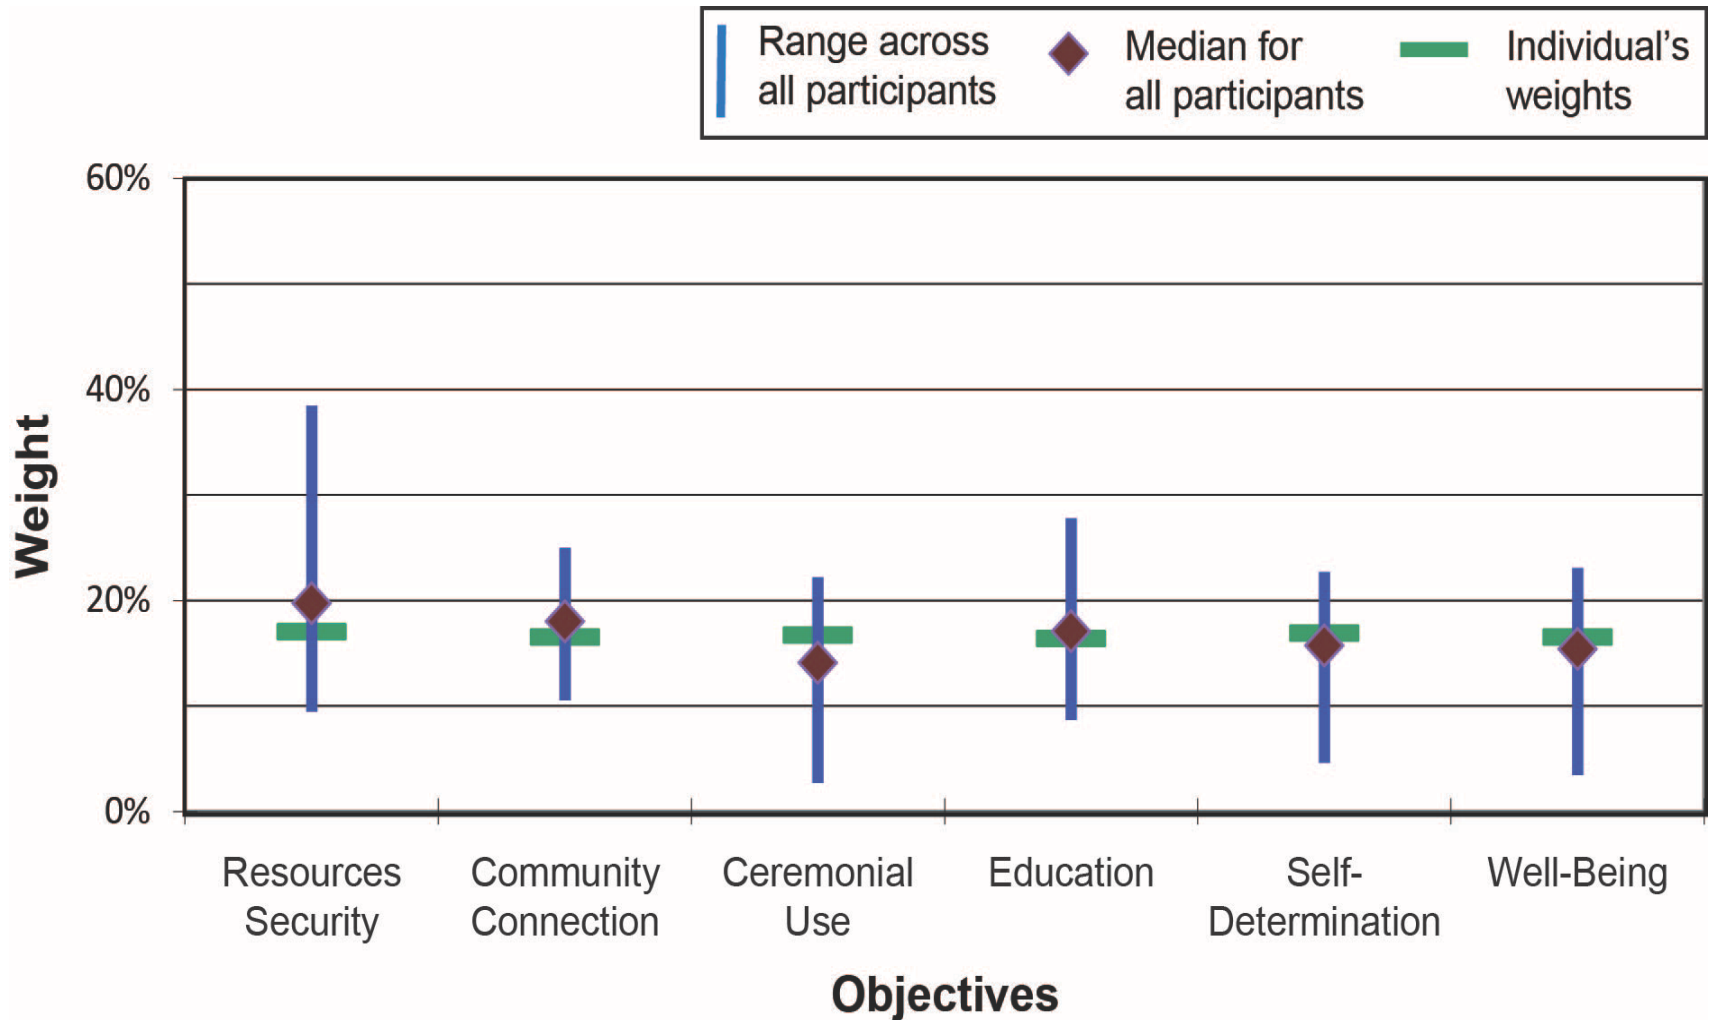 Range across
all participants
Median for
all participants
Individual's
weights
60%
40%
20%
0%
Weight
Resources
Security
Community
Connection
Ceremonial
Use
Education
Self-
Determination
Well-Being
Objectives